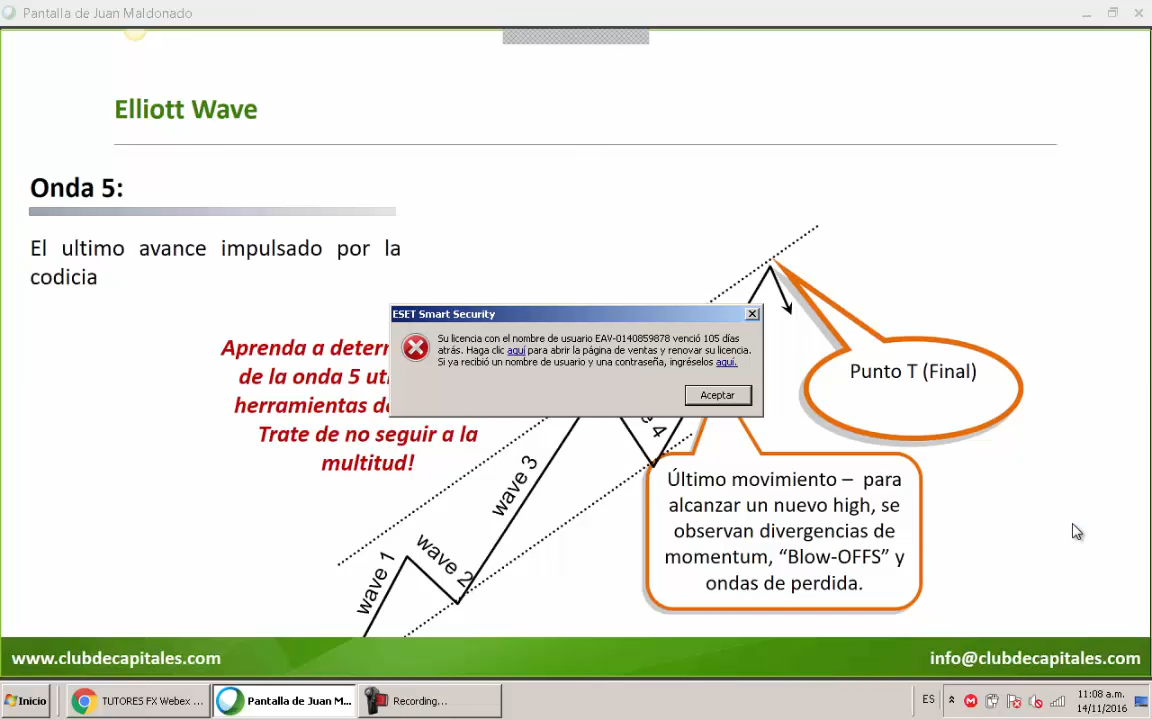 Pantalla de Juan Maldonado
Elliott Wave
Onda 5:
El ultimo avance impulsado por la
codicia
Aprenda a deter
de la onda 5 ut
herramientas d
Trate de no seguir a la
multitud!
ESET Smart Security
Su licencia con el nombre de usuario EAV-0140859878 venció 105 días
atrás. Haga clic aquí para abrir la página de ventas y renovar su licencia.
Si ya recibió un nombre de usuario y una contraseña, ingréselos aquí.
Aceptar
Punto T (Final)
wave 1
wave 2
wave 3
4
Último movimiento – para
alcanzar un nuevo high, se
observan divergencias de
momentum, “Blow-OFFS” y
ondas de perdida.
www.clubdecapitales.com
info@clubdecapitales.com
Inicio
TUTORES FX Webex ...
Pantalla de Juan M...
Recording...
ES
11:08 a.m.
14/11/2016